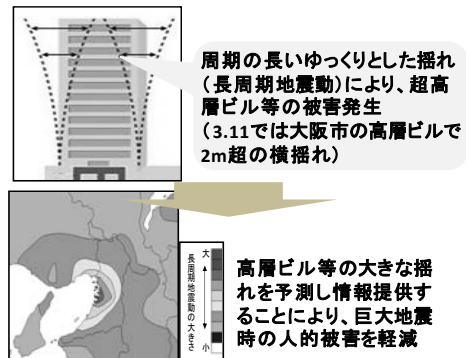 周期の長いゆっくりとした揺れ
(長周期地震動)により、超高
層ビル等の被害発生
(3.11では大阪市の高層ビルで
2m超の横揺れ)
大
長周期地震動の大きさ
小
高層ビル等の大きな揺
れを予測し情報提供す
ることにより、巨大地震
時の人的被害を軽減